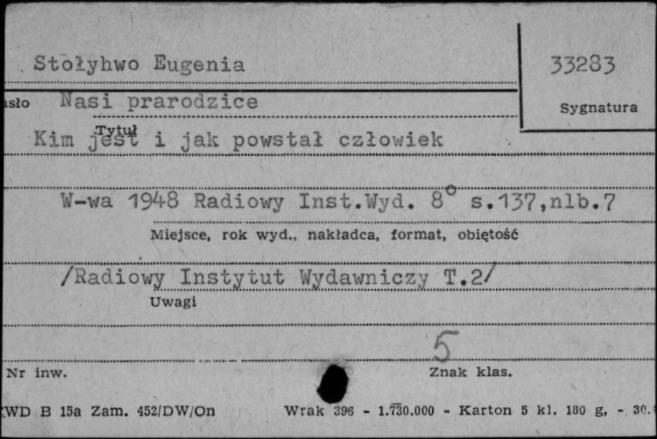 Stołyhwo Eugenia
33283
Nasi prarodzice
Sygnatura
Tytuł
Kim jest i jak powstał człowiek
W-wa 1948 Radiowy Inst.Wyd. 8° s.137,nlb.7
Miejsce, rok wyd., nakładca, format, objętość
/Radiowy Instytut Wydawniczy T.2/
Uwagi
5
Nr inw.
Znak klas.
WD B 15a Zam. 452/DW/On Wrak 396 - 1.730.000 - Karton 5 kl. 180 g, - 30.